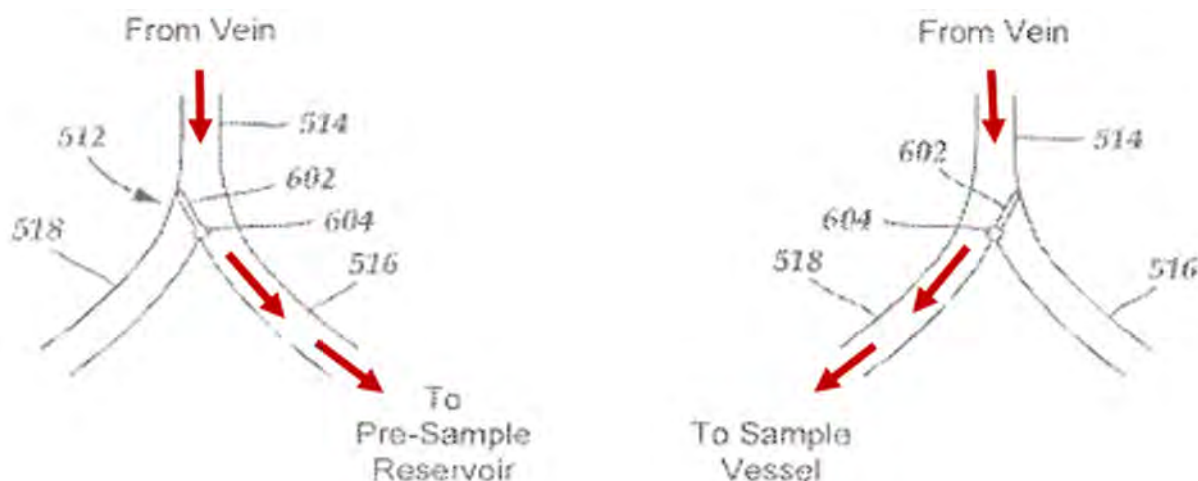 From Vein
514
512
602
604
518
516
To
Pre-Sample
Reservoir
From Vein
514
602
604
518
516
To Sample
Vessel